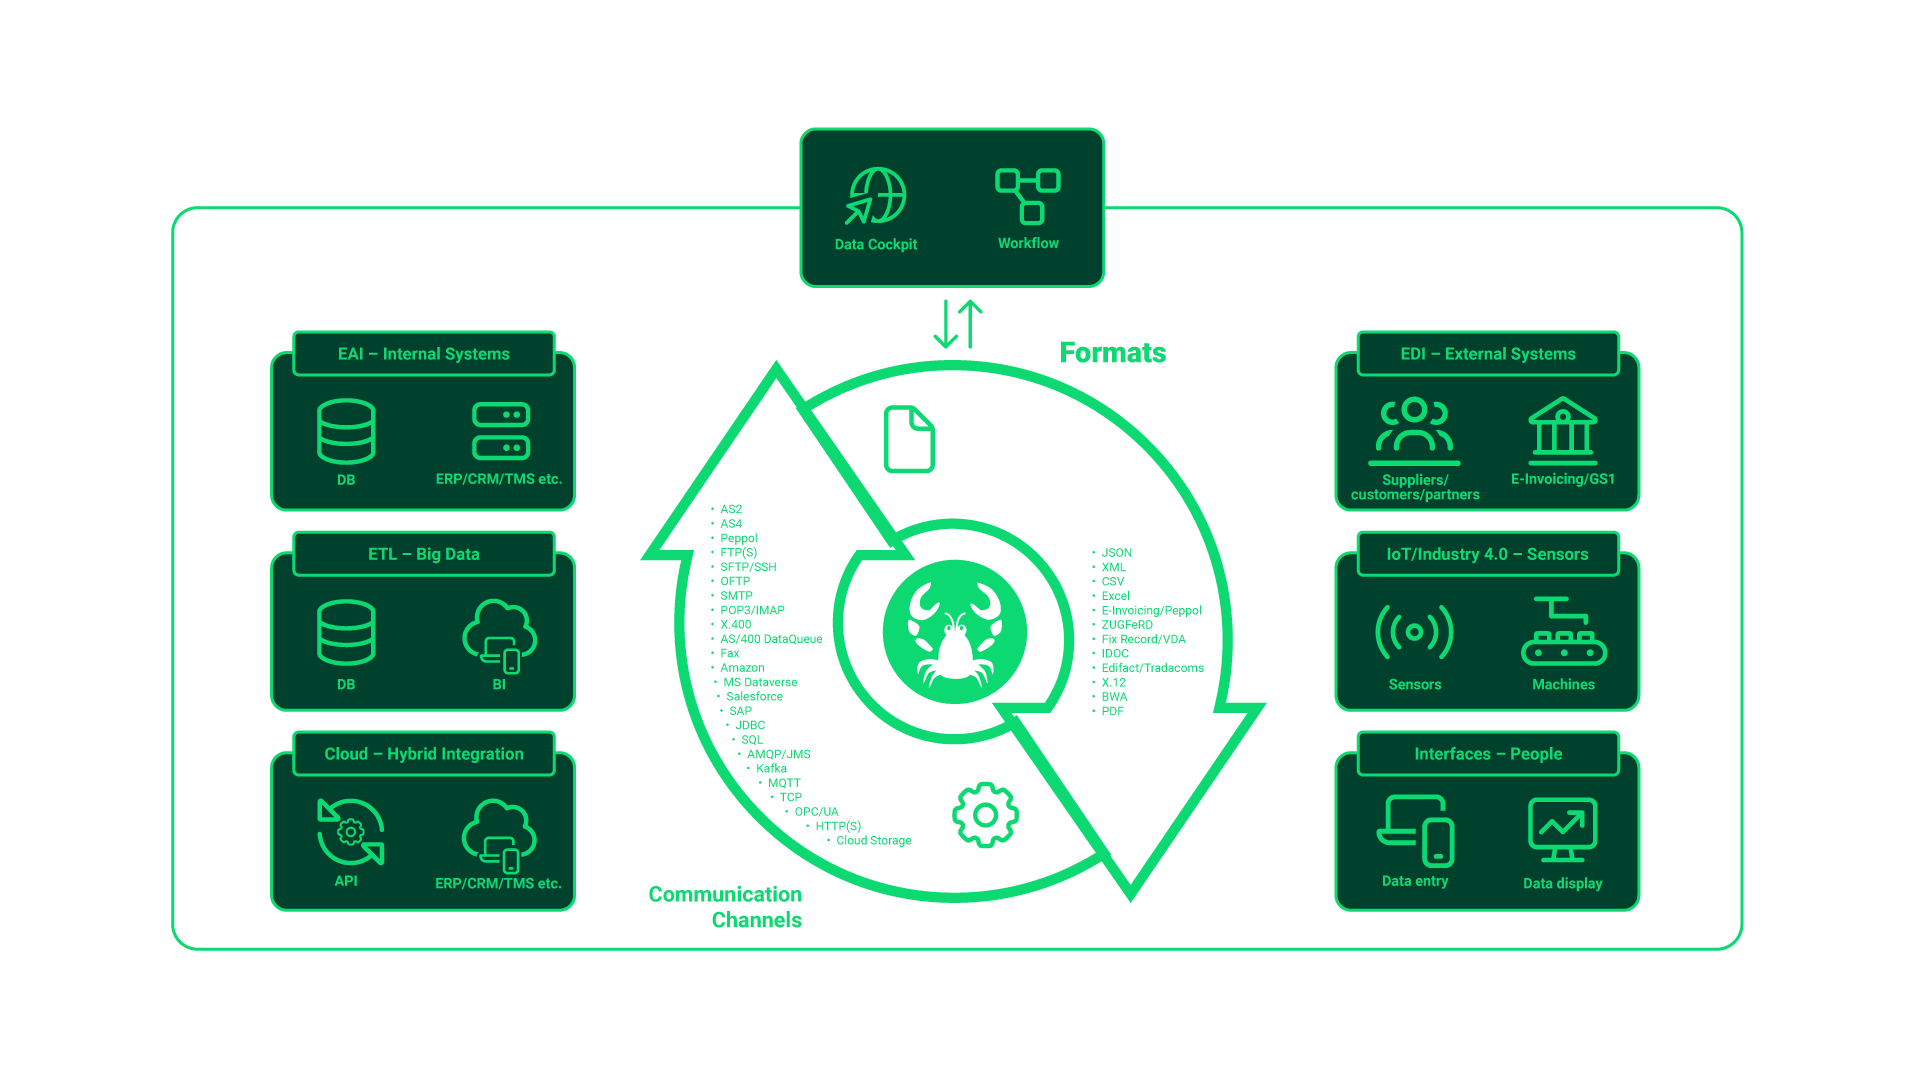 Data Cockpit
Workflow
EAI – Internal Systems
DB
ERP/CRM/TMS etc.
ETL – Big Data
DB
BI
Cloud – Hybrid Integration
API
ERP/CRM/TMS etc.
Formats
• AS2
• AS4
• Peppol
• FTP(S)
• SFTP/SSH
• OFTP
• SMTP
• POP3/IMAP
• X.400
• AS/400 DataQueue
• Fax
• Amazon
• MS Dataverse
• Salesforce
• SAP
• JDBC
• SQL
• AMQP/JMS
• Kafka
• MQTT
• TCP
• OPC/UA
• HTTP(S)
• Cloud Storage
• JSON
• XML
• CSV
• Excel
• E-Invoicing/Peppol
• ZUGFeRD
• Fix Record/VDA
• IDOC
• Edifact/Tradacoms
• X.12
• BWA
• PDF
Communication
Channels
EDI – External Systems
Suppliers/
customers/partners
E-Invoicing/GS1
IoT/Industry 4.0 – Sensors
Sensors
Machines
Interfaces – People
Data entry
Data display